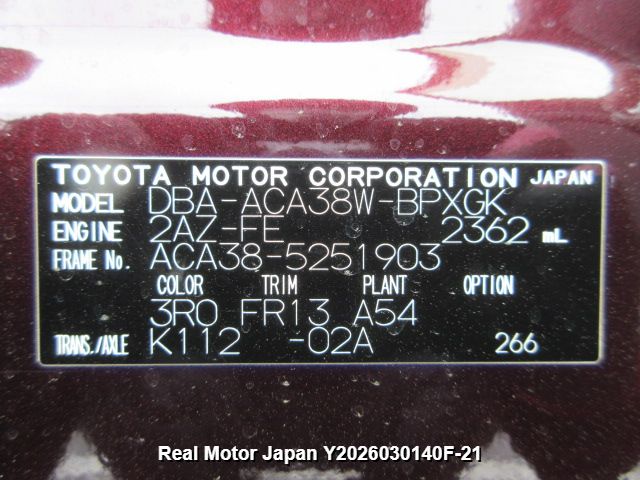 TOYOTA MOTOR CORPORATION JAPAN
MODEL DBA-ACA38W-BPXGK
ENGINE 2AZ-FE 2362 mL
FRAME No. ACA38-5251903
COLOR TRIM PLANT OPTION
3R0 FR13 A54
TRANS./AXLE K112 -02A 266
Real Motor Japan Y2026030140F-21